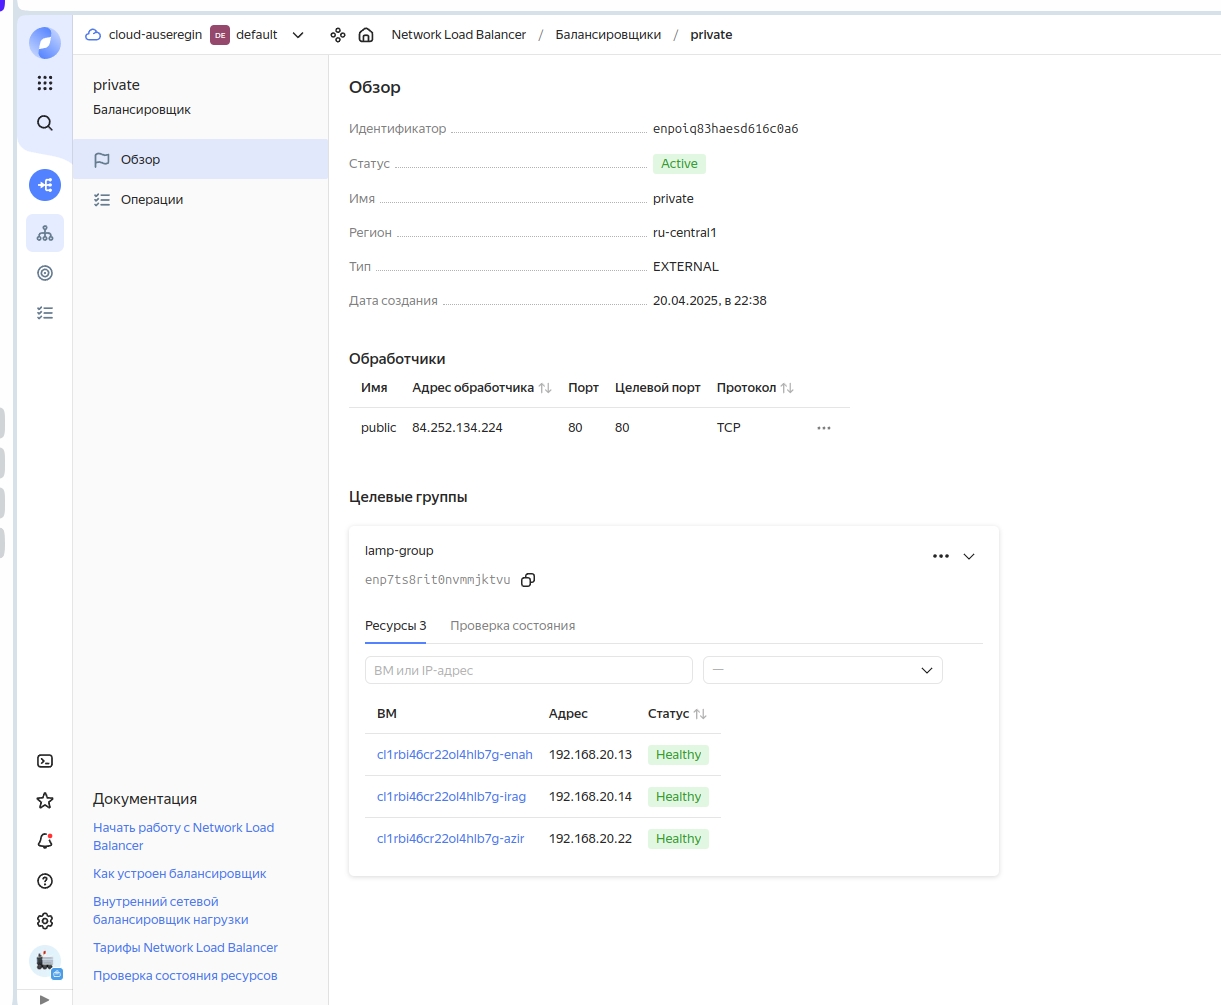 cloud-auseregin DE default Network Load Balancer / Балансировщики / private
private
Балансировщик
Обзор
Операции
Документация
Начать работу с Network Load
Balancer
Как устроен балансировщик
Внутренний сетевой
балансировщик нагрузки
Тарифы Network Load Balancer
Проверка состояния ресурсов
Обзор
Идентификатор enpoiq83haesd616c0a6
Статус Active
Имя private
Регион ru-central1
Тип EXTERNAL
Дата создания 20.04.2025, в 22:38
Обработчики
Имя Адрес обработчика Порт Целевой порт Протокол
public 84.252.134.224 80 80 TCP
Целевые группы
lamp-group
enp7ts8rit0nvmmjktvu
Ресурсы 3 Проверка состояния
ВМ или IP-адрес —
ВМ Адрес Статус
cl1rbi46cr22ol4hlb7g-enah 192.168.20.13 Healthy
cl1rbi46cr22ol4hlb7g-irag 192.168.20.14 Healthy
cl1rbi46cr22ol4hlb7g-azir 192.168.20.22 Healthy